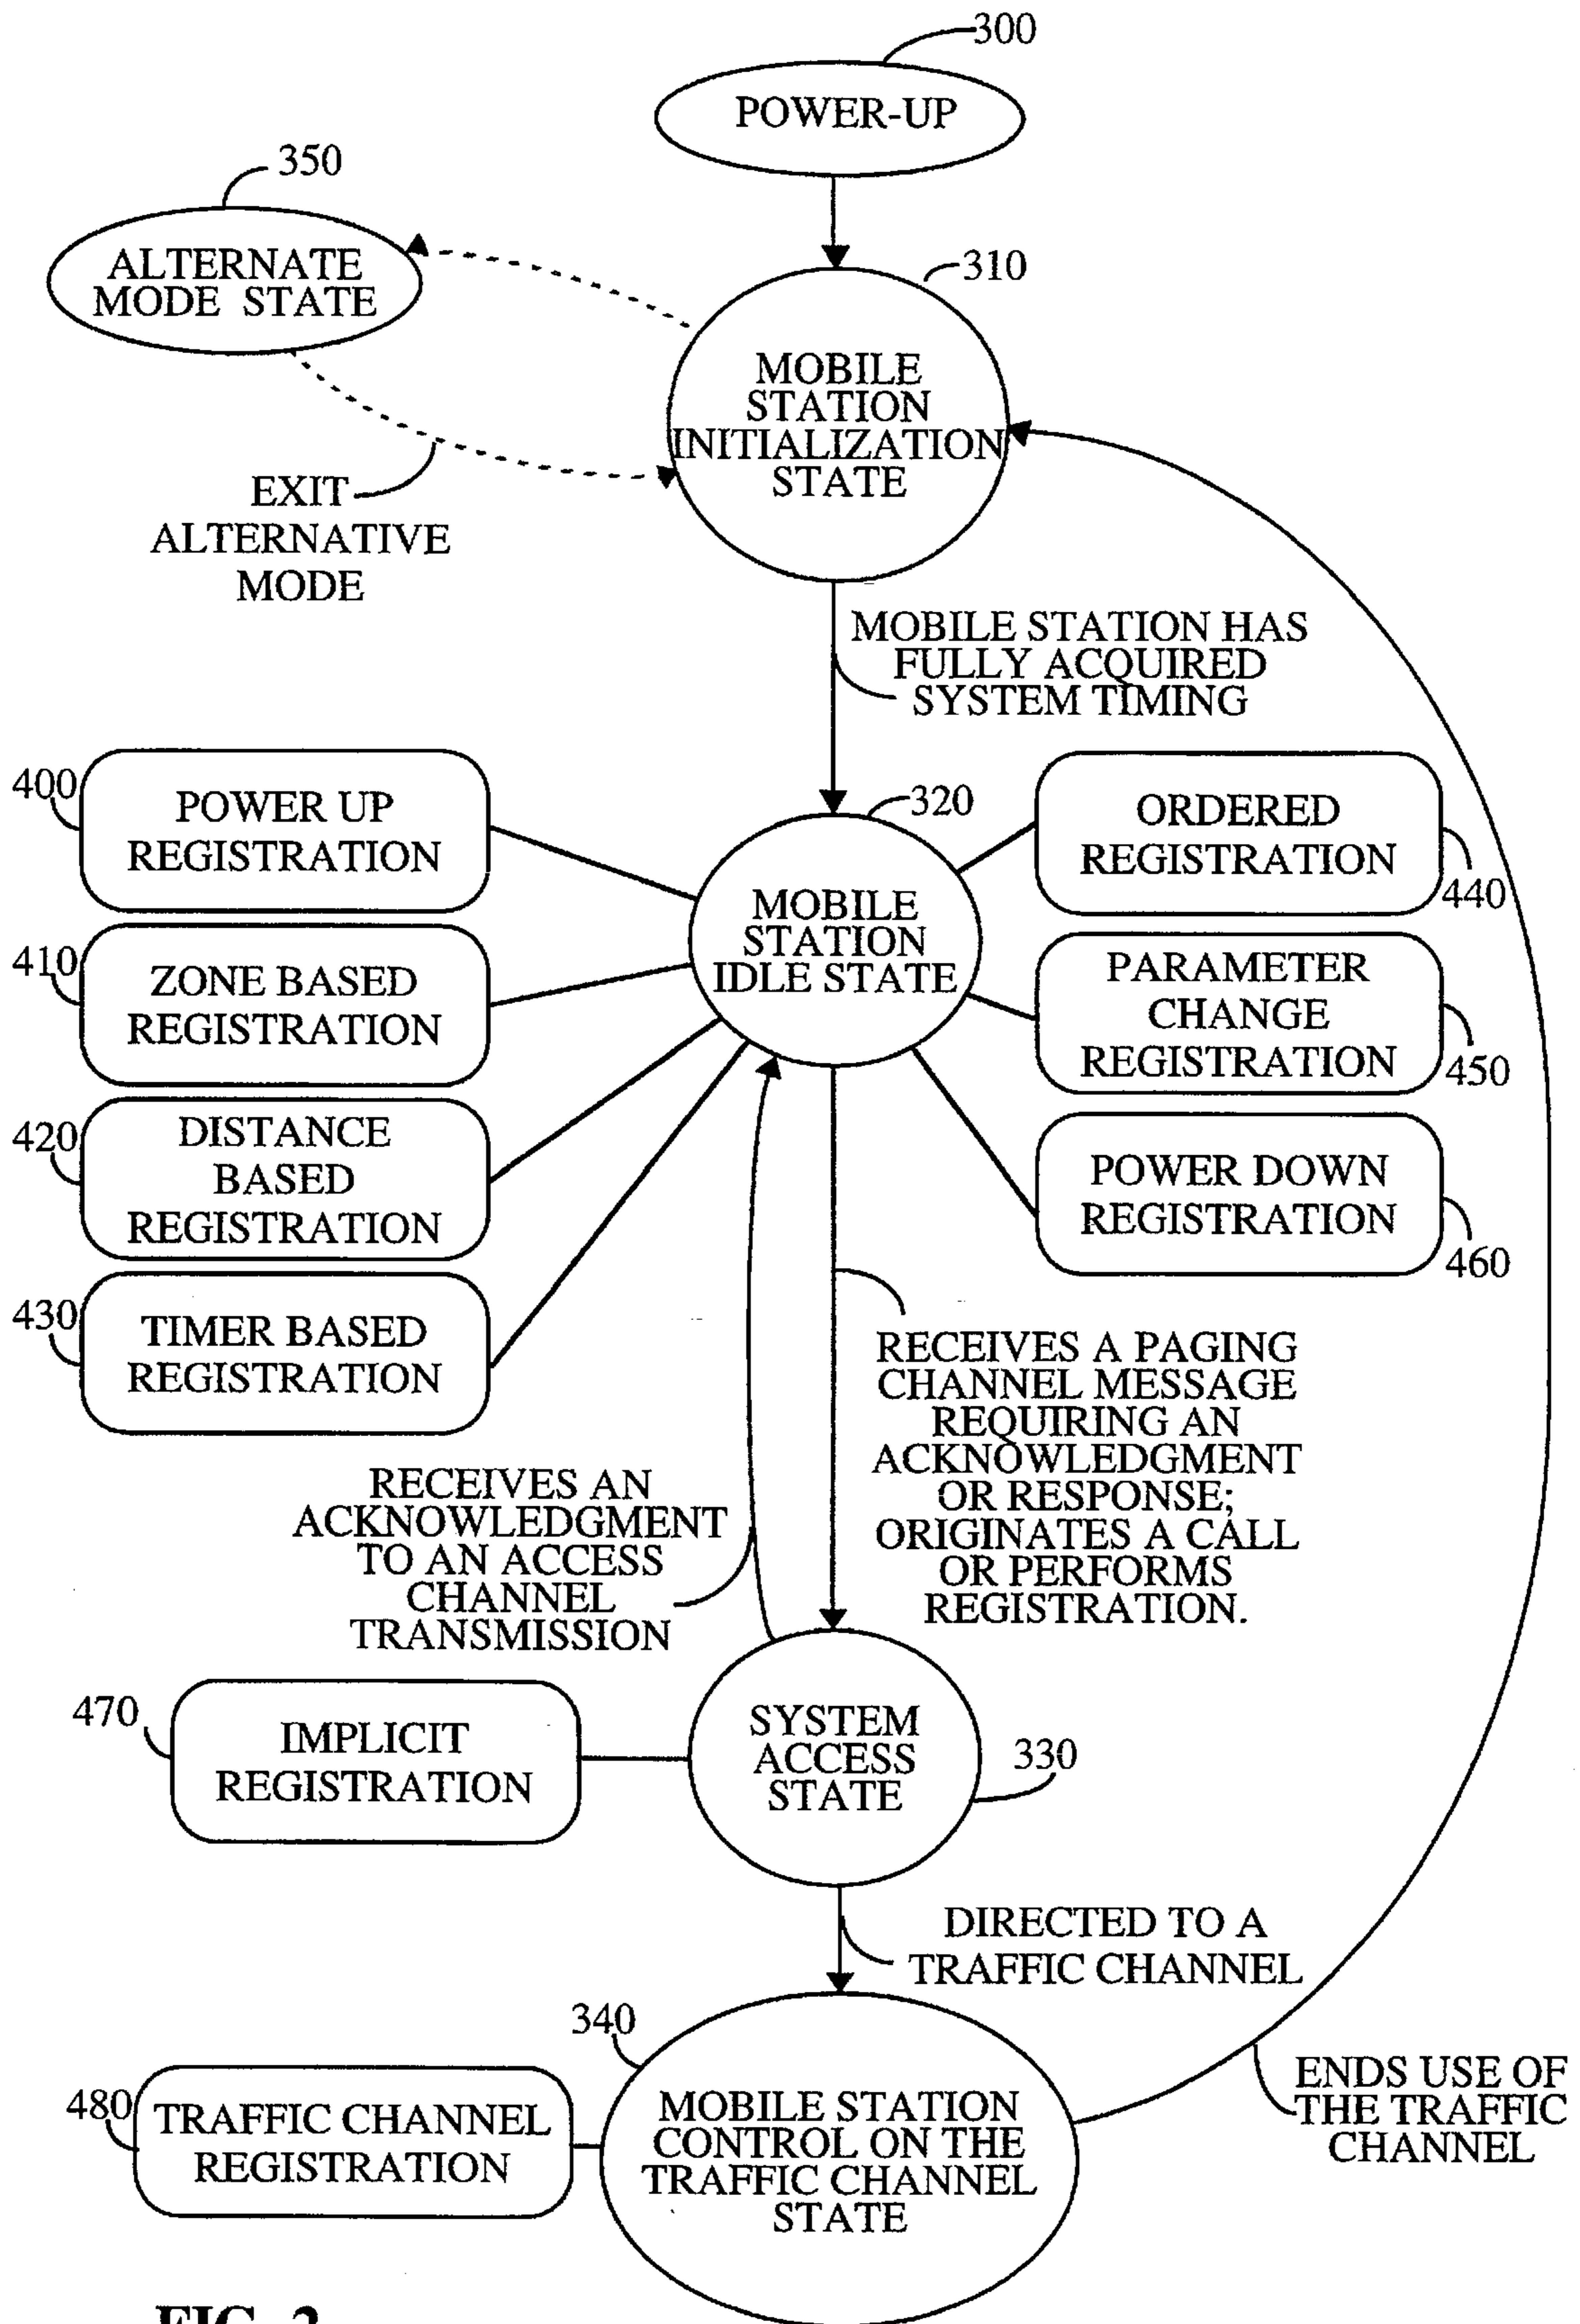 300
POWER-UP
350
ALTERNATE
MODE STATE
310
MOBILE
STATION
INITIALIZATION
STATE
EXIT
ALTERNATIVE
MODE
MOBILE STATION HAS
FULLY ACQUIRED
SYSTEM TIMING
400
POWER UP
REGISTRATION
320
MOBILE
STATION
IDLE STATE
ORDERED
REGISTRATION
440
410
ZONE BASED
REGISTRATION
PARAMETER
CHANGE
REGISTRATION
450
420
DISTANCE
BASED
REGISTRATION
POWER DOWN
REGISTRATION
460
430
TIMER BASED
REGISTRATION
RECEIVES A PAGING
CHANNEL MESSAGE
REQUIRING AN
ACKNOWLEDGMENT
OR RESPONSE;
ORIGINATES A CALL
OR PERFORMS
REGISTRATION.
RECEIVES AN
ACKNOWLEDGMENT
TO AN ACCESS
CHANNEL
TRANSMISSION
470
IMPLICIT
REGISTRATION
SYSTEM
ACCESS
STATE
330
DIRECTED TO A
TRAFFIC CHANNEL
340
480
TRAFFIC CHANNEL
REGISTRATION
MOBILE STATION
CONTROL ON THE
TRAFFIC CHANNEL
STATE
ENDS USE OF
THE TRAFFIC
CHANNEL